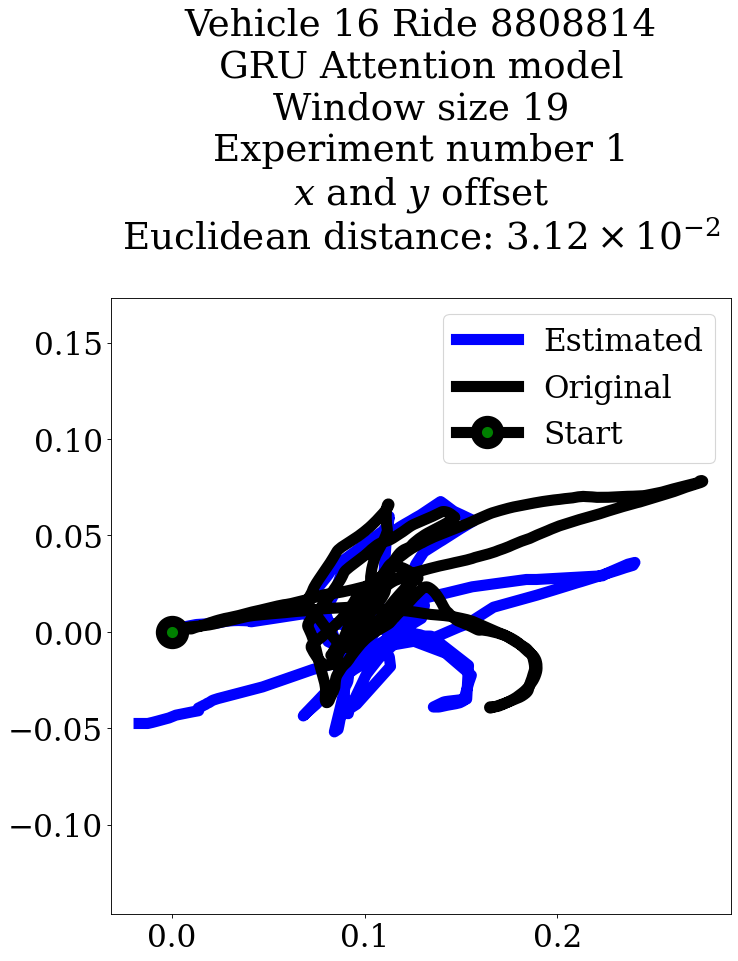 Vehicle 16 Ride 8808814
GRU Attention model
Window size 19
Experiment number 1
x and y offset
Euclidean distance: 3.12 × 10⁻²
Estimated
Original
Start
0.15
0.10
0.05
0.00
−0.05
−0.10
0.0 0.1 0.2